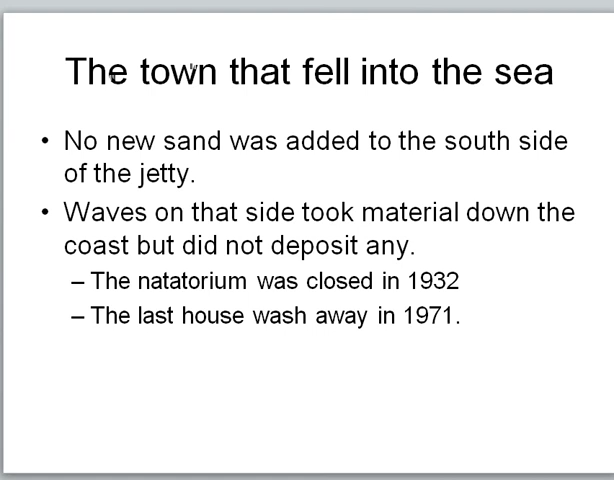 The town that fell into the sea
• No new sand was added to the south side
of the jetty.
• Waves on that side took material down the
coast but did not deposit any.
– The natatorium was closed in 1932
– The last house wash away in 1971.